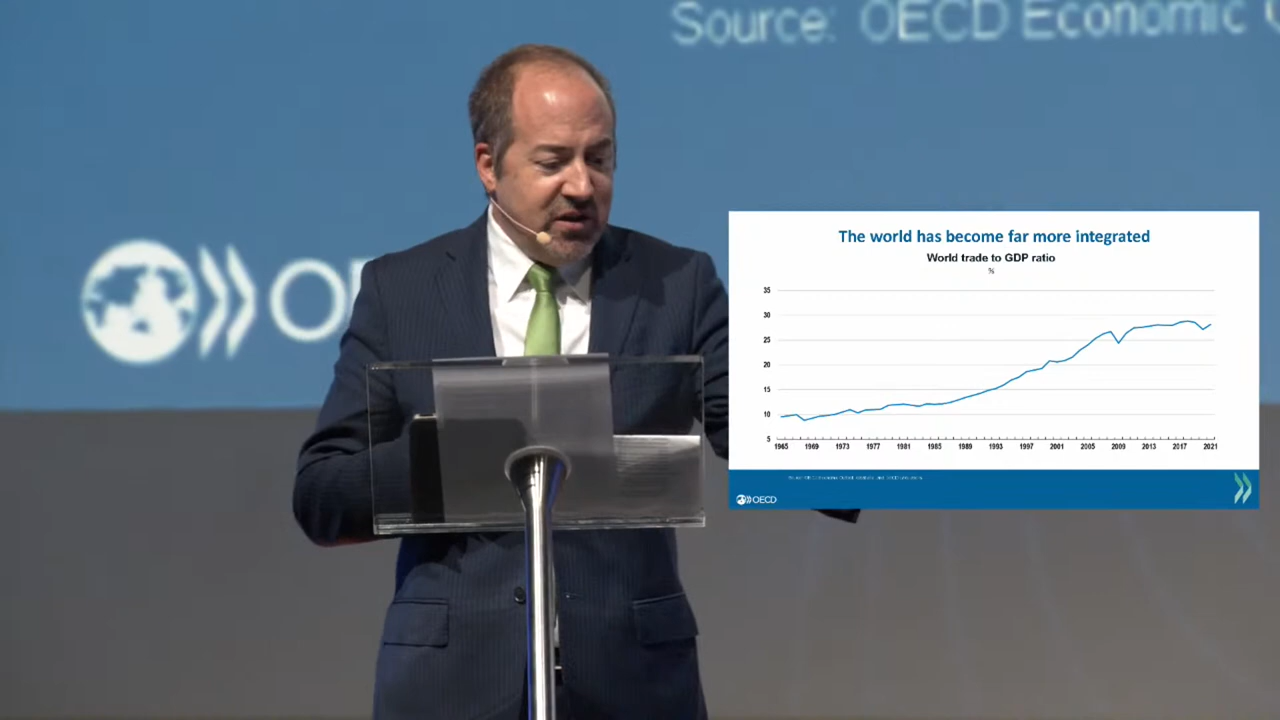 Source: OECD Economic
The world has become far more integrated
World trade to GDP ratio
%
35
30
25
20
15
10
5
1965 1969 1973 1977 1981 1985 1989 1993 1997 2001 2005 2009 2013 2017 2021
OECD